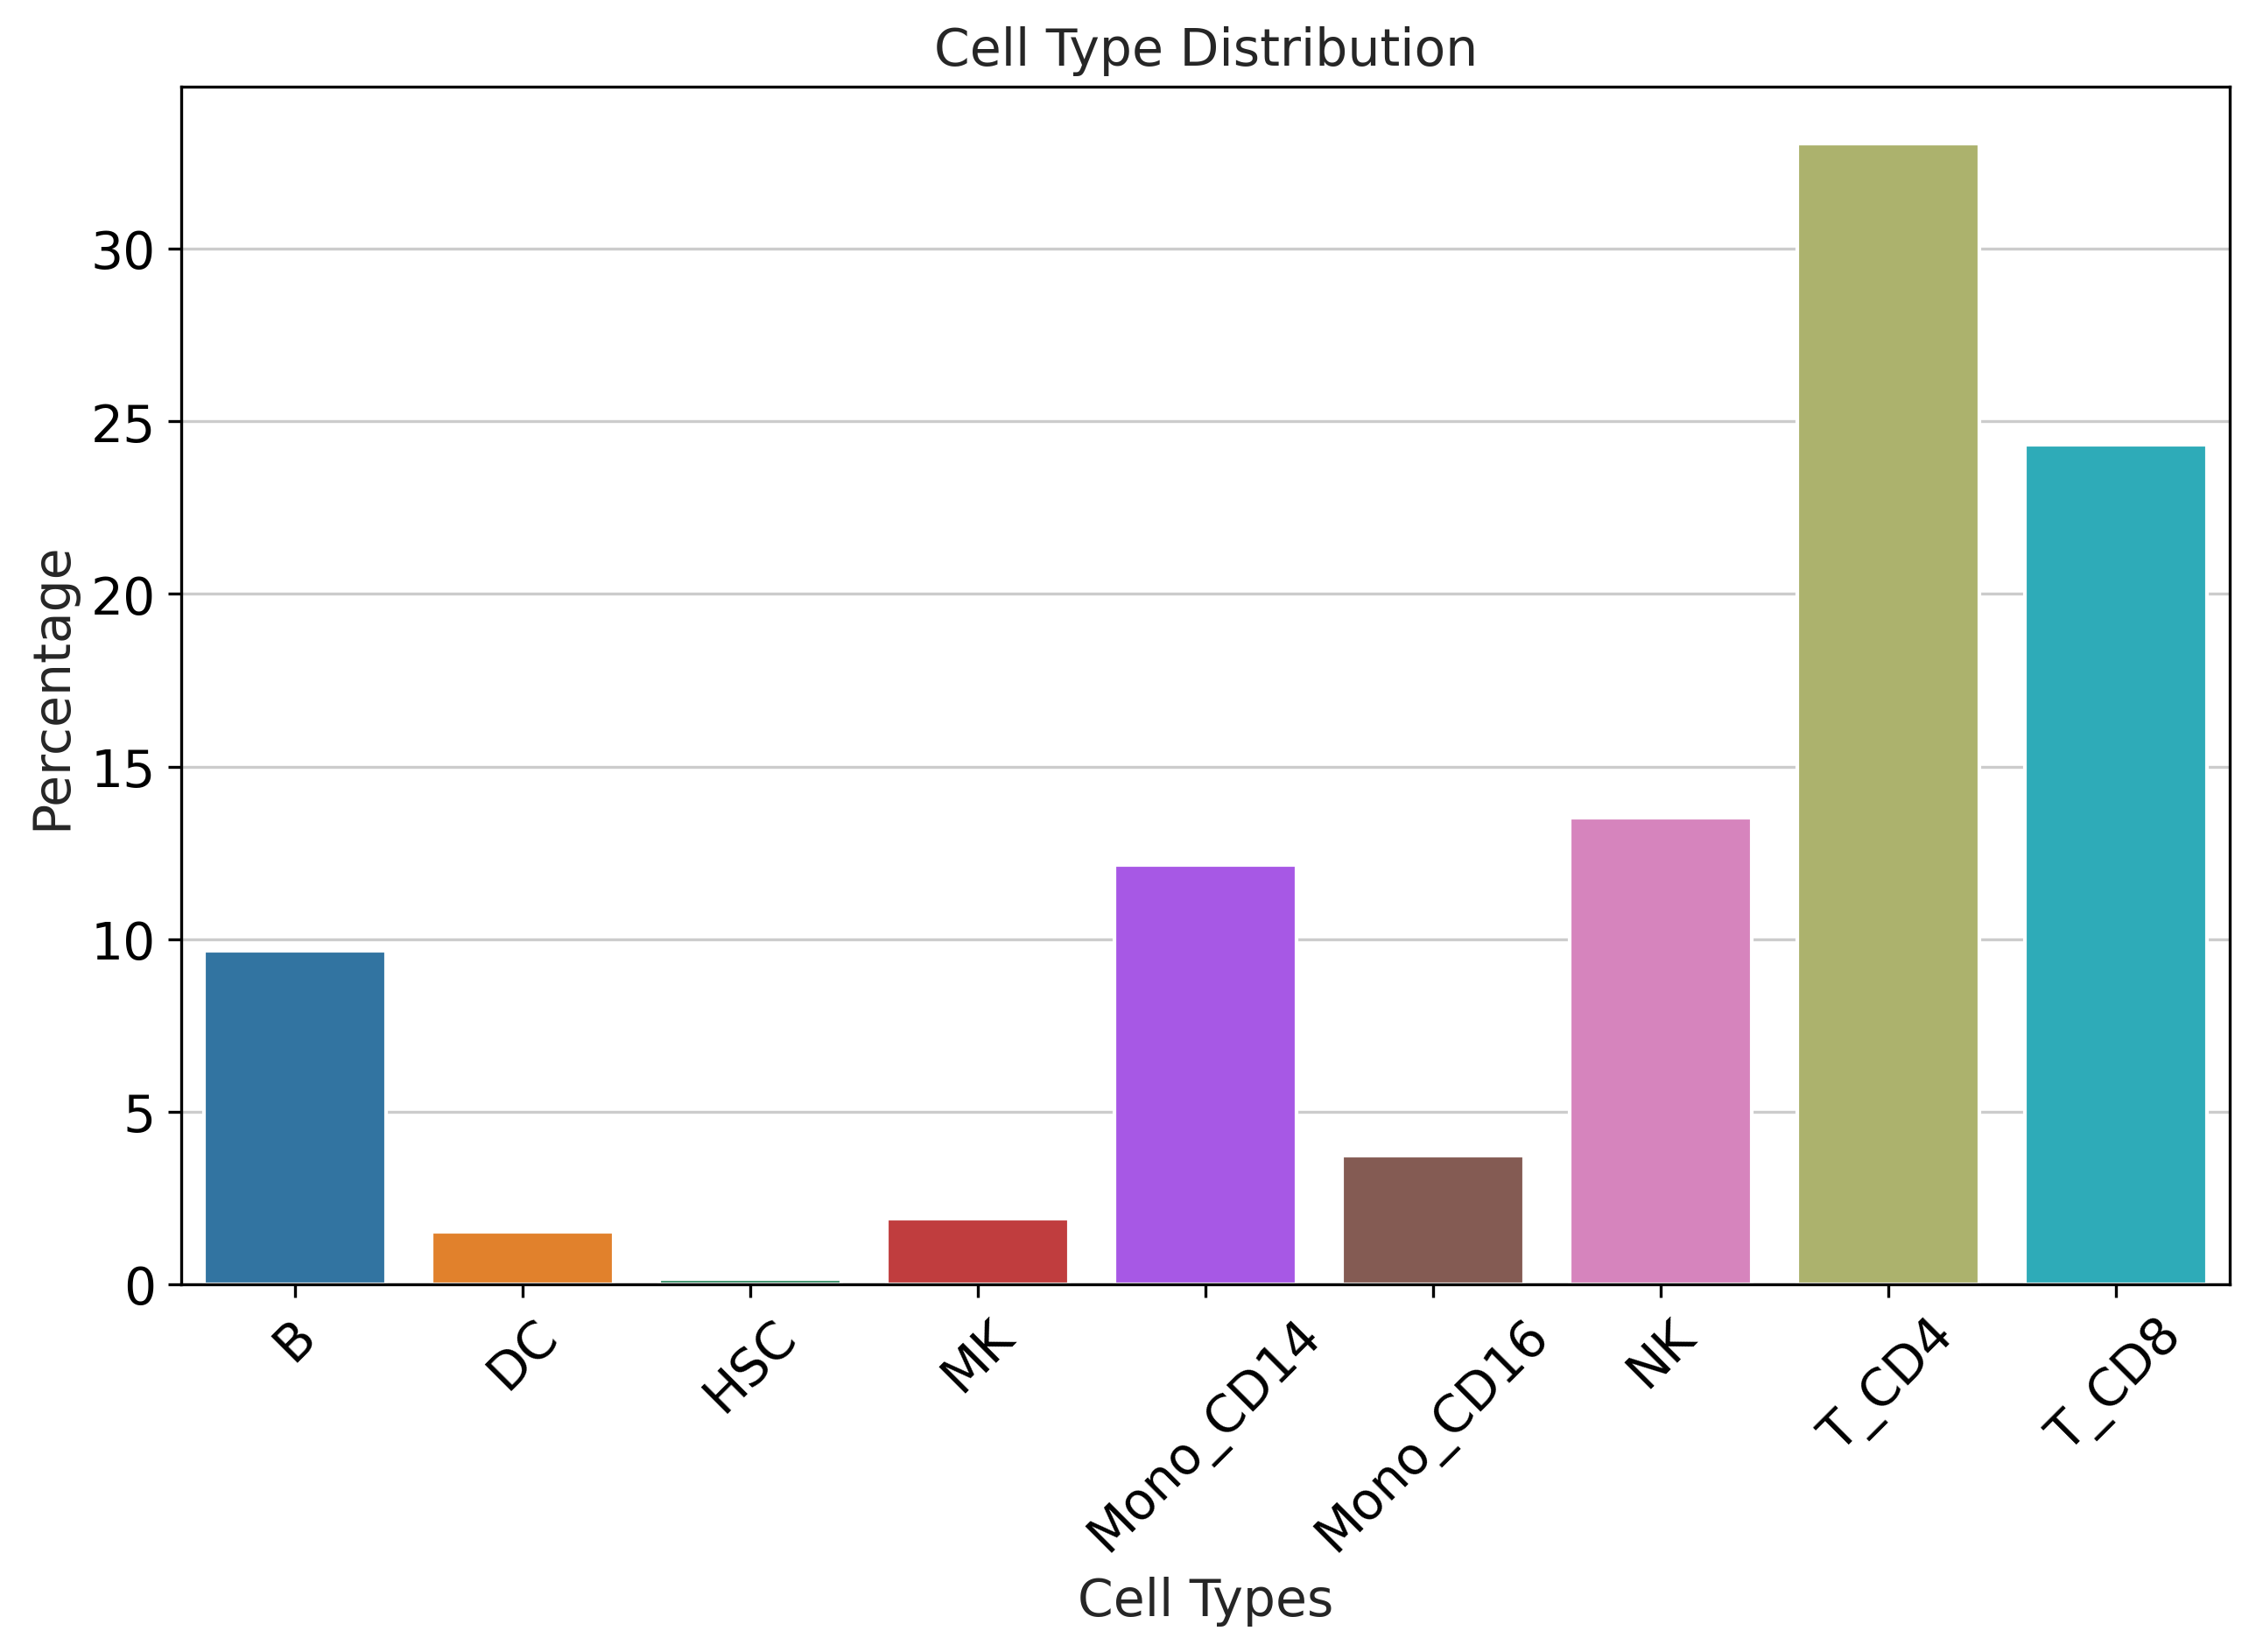 Cell Type Distribution
Percentage
30
25
20
15
10
5
0
B
DC
HSC
MK
Mono_CD14
Mono_CD16
NK
T_CD4
T_CD8
Cell Types